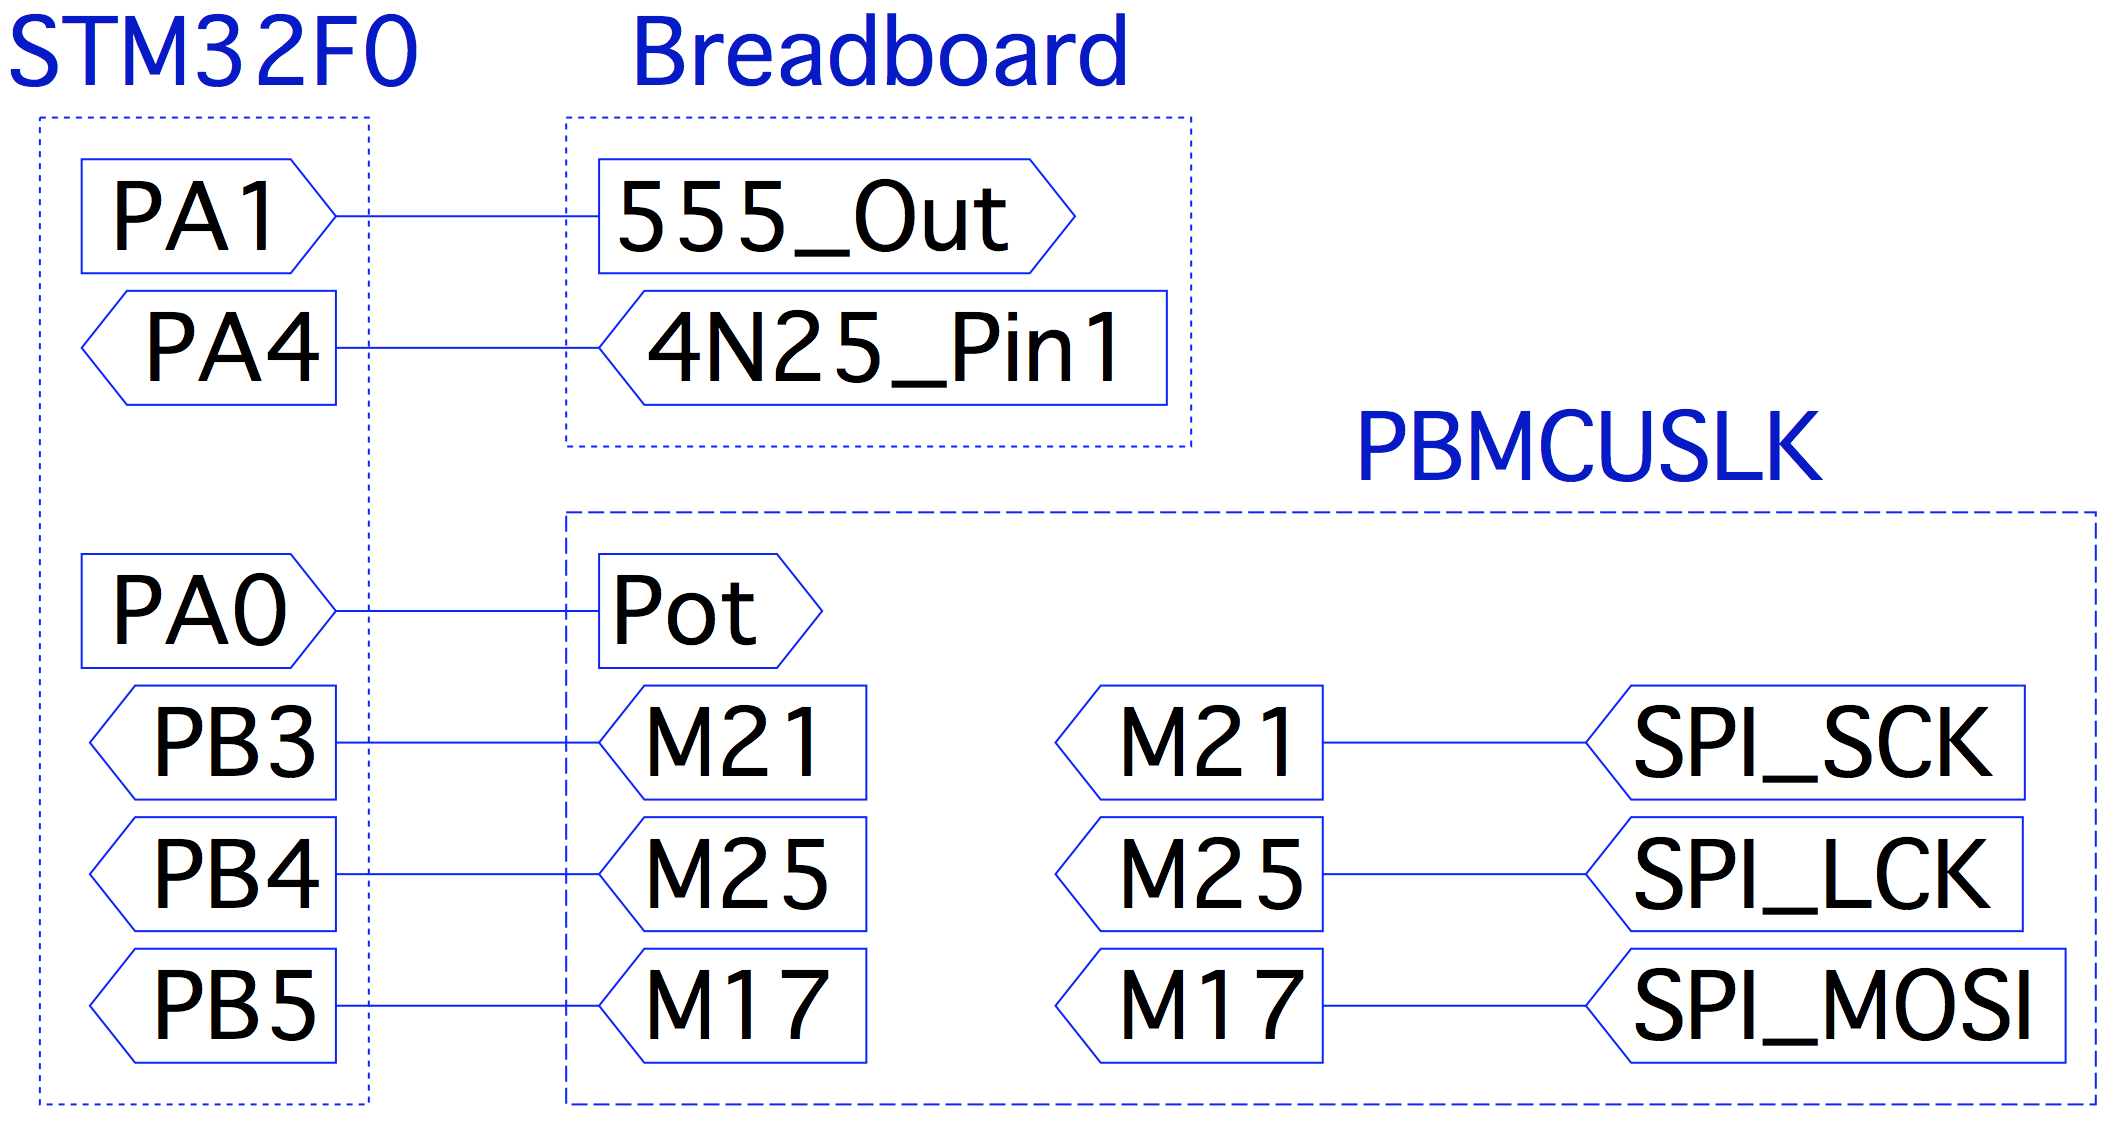 STM32F0 Breadboard
PA1 555_Out
PA4 4N25_Pin1
PBMCUSLK
PA0 Pot
PB3 M21 M21 SPI_SCK
PB4 M25 M25 SPI_LCK
PB5 M17 M17 SPI_MOSI